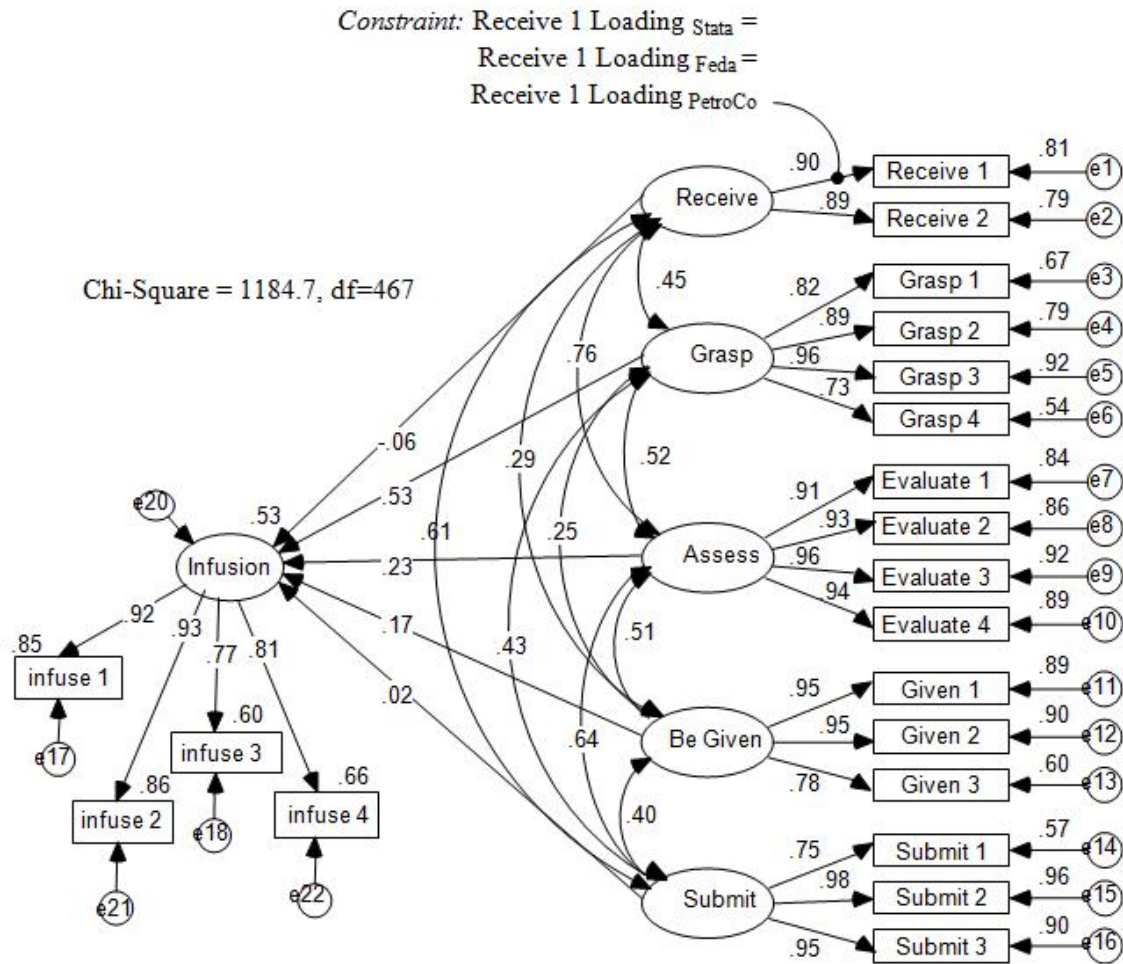 Constraint: Receive 1 Loading Stata =
Receive 1 Loading Feda =
Receive 1 Loading PetroCo
.90
Receive 1
.81
e1
Receive
.89
Receive 2
.79
e2
Chi-Square = 1184.7, df=467
.45
.82
Grasp 1
.67
e3
.89
Grasp 2
.79
e4
Grasp
.76
.96
Grasp 3
.92
e5
.73
Grasp 4
.54
e6
-.06
.29
.52
.53
.61
.25
.91
Evaluate 1
.84
e7
.93
Evaluate 2
.86
e8
Assess
.96
Evaluate 3
.92
e9
.94
Evaluate 4
.89
e10
e20
.53
Infusion
.23
.17
.43
.51
.02
.92
.93
.77
.81
.85
infuse 1
e17
.60
infuse 3
e18
.86
infuse 2
e21
.66
infuse 4
e22
.95
Given 1
.89
e11
Be Given
.95
Given 2
.90
e12
.78
Given 3
.60
e13
.64
.40
.75
Submit 1
.57
e14
Submit
.98
Submit 2
.96
e15
.95
Submit 3
.90
e16